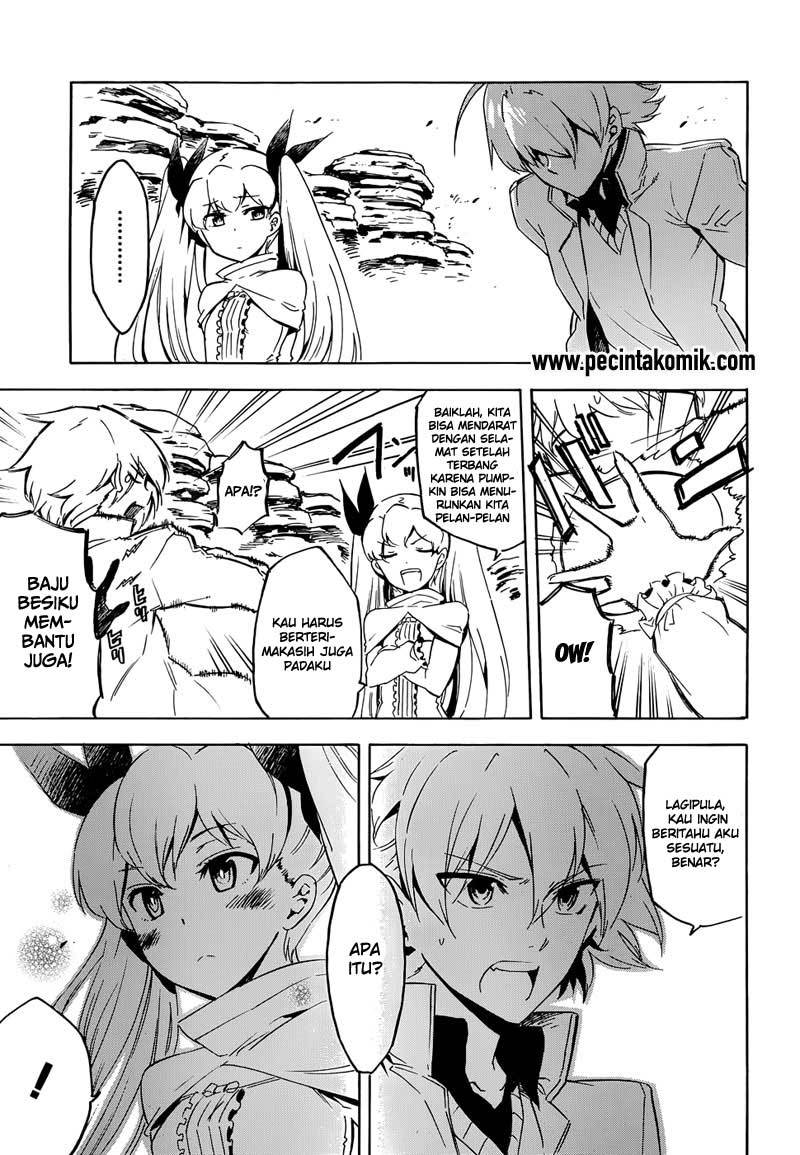 .........
www.pecintakomik.com
OW!
BAIKLAH, KITA
BISA MENDARAT
DENGAN SELA-
MAT SETELAH
TERBANG
KARENA PUMP-
KIN BISA MENU-
RUNKAN KITA
PELAN-PELAN
KAU HARUS
BERTERI-
MAKASIH JUGA
PADAKU
APA!?
BAJU
BESIKU
MEM-
BANTU
JUGA!
LAGIPULA,
KAU INGIN
BERITAHU AKU
SESUATU,
BENAR?
APA
ITU?
!